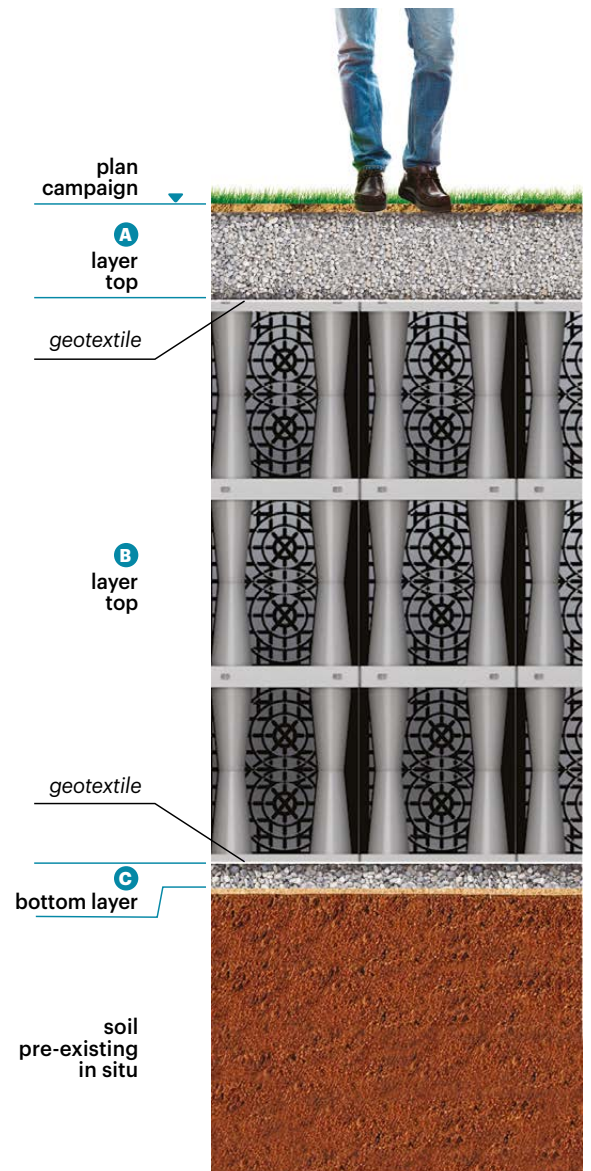 plan
campaign
A
layer
top
geotextile
B
layer
top
geotextile
C
bottom layer
soil
pre-existing
in situ